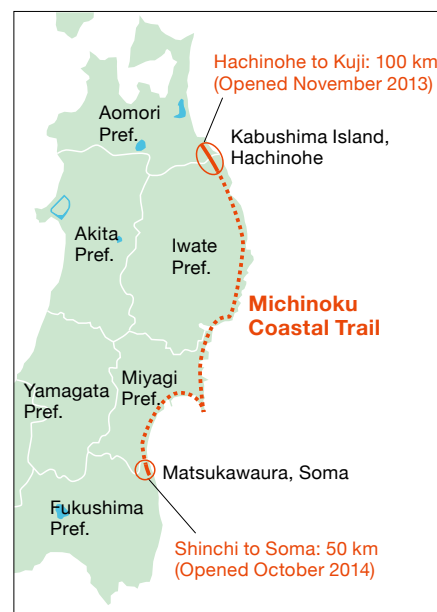 Hachinohe to Kuji: 100 km
(Opened November 2013)
Aomori
Pref.
Kabushima Island,
Hachinohe
Akita
Pref.
Iwate
Pref.
Michinoku
Coastal Trail
Yamagata
Pref.
Miyagi
Pref.
Matsukawaura, Soma
Fukushima
Pref.
Shinchi to Soma: 50 km
(Opened October 2014)